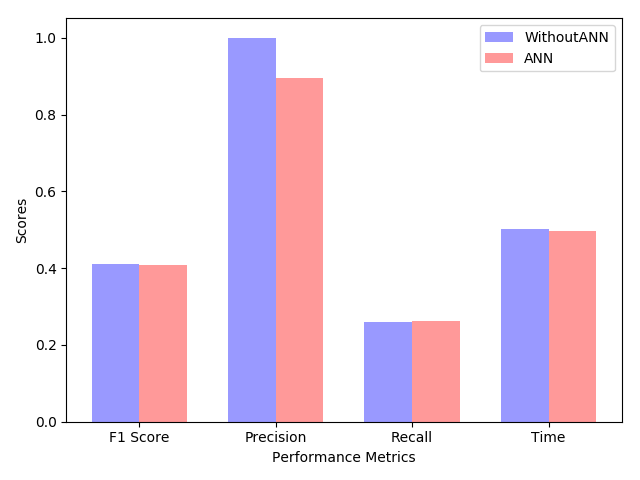 WithoutANN
ANN
1.0
0.8
0.6
0.4
0.2
0.0
Scores
F1 Score Precision Recall Time
Performance Metrics